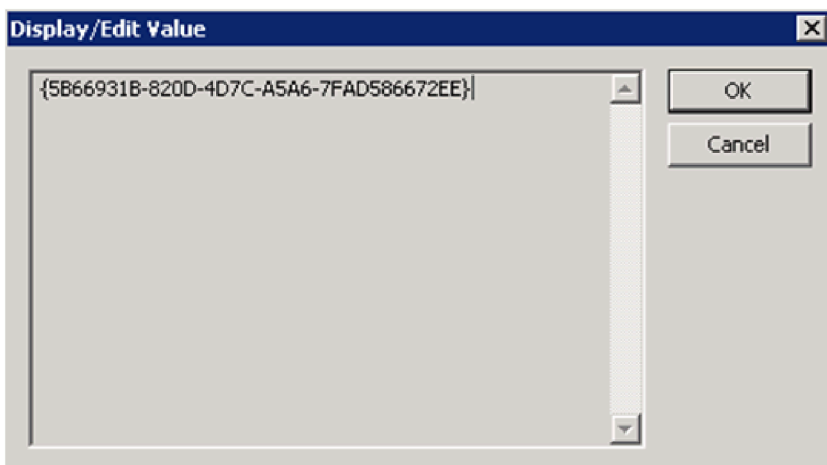 Display/Edit Value
{5B66931B-820D-4D7C-A5A6-7FAD586672EE}
OK
Cancel